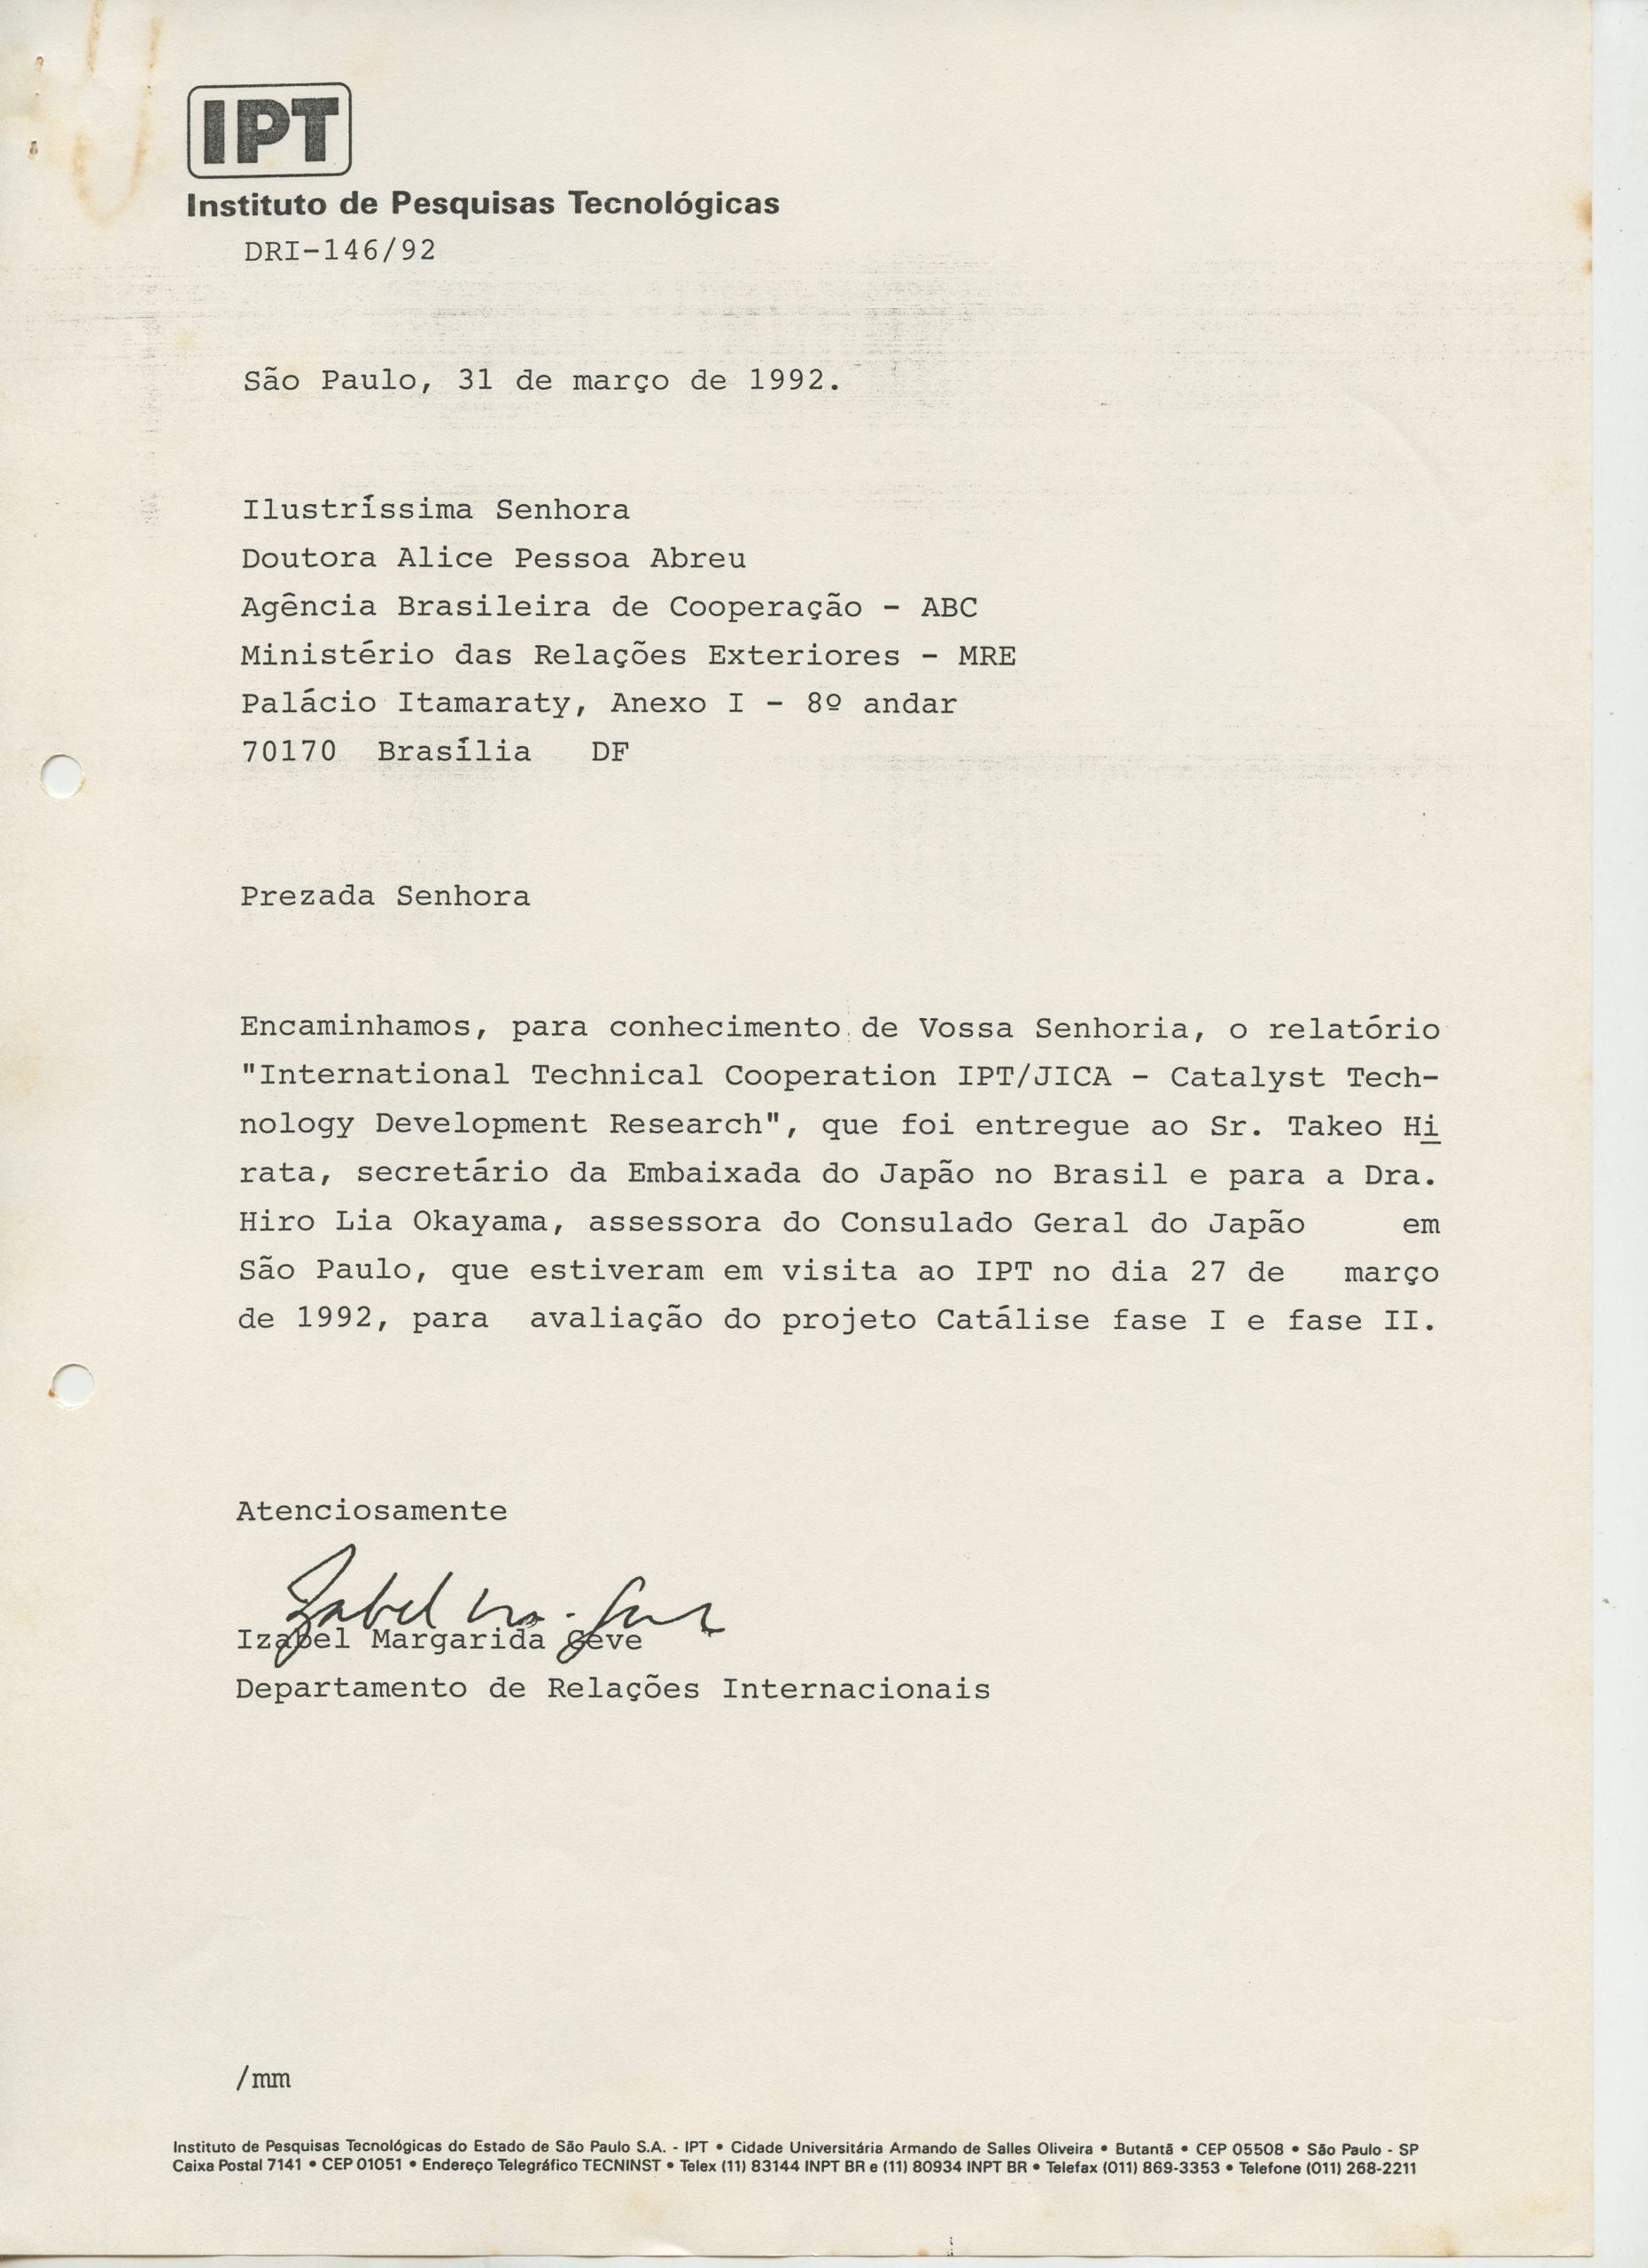 IPT
Instituto de Pesquisas Tecnológicas
DRI-146/92
São Paulo, 31 de março de 1992.
Ilustríssima Senhora
Doutora Alice Pessoa Abreu
Agência Brasileira de Cooperação - ABC
Ministério das Relações Exteriores - MRE
Palácio Itamaraty, Anexo I - 8º andar
70170 Brasília DF
Prezada Senhora
Encaminhamos, para conhecimento de Vossa Senhoria, o relatório
"International Technical Cooperation IPT/JICA - Catalyst Tech-
nology Development Research", que foi entregue ao Sr. Takeo Hi
rata, secretário da Embaixada do Japão no Brasil e para a Dra.
Hiro Lia Okayama, assessora do Consulado Geral do Japão em
São Paulo, que estiveram em visita ao IPT no dia 27 de março
de 1992, para avaliação do projeto Catálise fase I e fase II.
Atenciosamente
Izabel Margarida
Departamento de Relações Internacionais
/mm
Instituto de Pesquisas Tecnológicas do Estado de São Paulo S.A. - IPT • Cidade Universitária Armando de Salles Oliveira • Butantã • CEP 05508 • São Paulo - SP
Caixa Postal 7141 • CEP 01051 • Endereço Telegráfico TECNINST • Telex (11) 83144 INPT BR e (11) 80934 INPT BR • Telefax (011) 869-3353 • Telefone (011) 268-2211